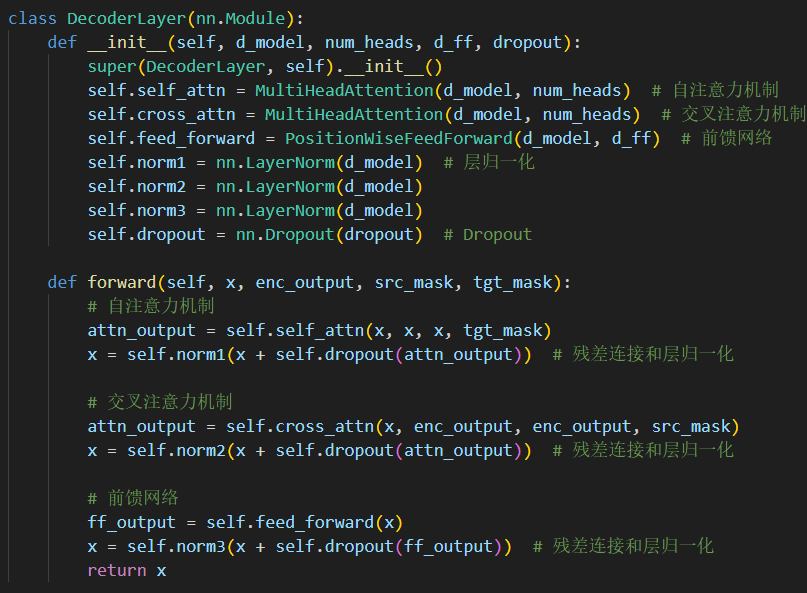 class DecoderLayer(nn.Module):
    def __init__(self, d_model, num_heads, d_ff, dropout):
        super(DecoderLayer, self).__init__()
        self.self_attn = MultiHeadAttention(d_model, num_heads)  # 自注意力机制
        self.cross_attn = MultiHeadAttention(d_model, num_heads)  # 交叉注意力机制
        self.feed_forward = PositionWiseFeedForward(d_model, d_ff)  # 前馈网络
        self.norm1 = nn.LayerNorm(d_model)  # 层归一化
        self.norm2 = nn.LayerNorm(d_model)
        self.norm3 = nn.LayerNorm(d_model)
        self.dropout = nn.Dropout(dropout)  # Dropout

    def forward(self, x, enc_output, src_mask, tgt_mask):
        # 自注意力机制
        attn_output = self.self_attn(x, x, x, tgt_mask)
        x = self.norm1(x + self.dropout(attn_output))  # 残差连接和层归一化

        # 交叉注意力机制
        attn_output = self.cross_attn(x, enc_output, enc_output, src_mask)
        x = self.norm2(x + self.dropout(attn_output))  # 残差连接和层归一化

        # 前馈网络
        ff_output = self.feed_forward(x)
        x = self.norm3(x + self.dropout(ff_output))  # 残差连接和层归一化
        return x